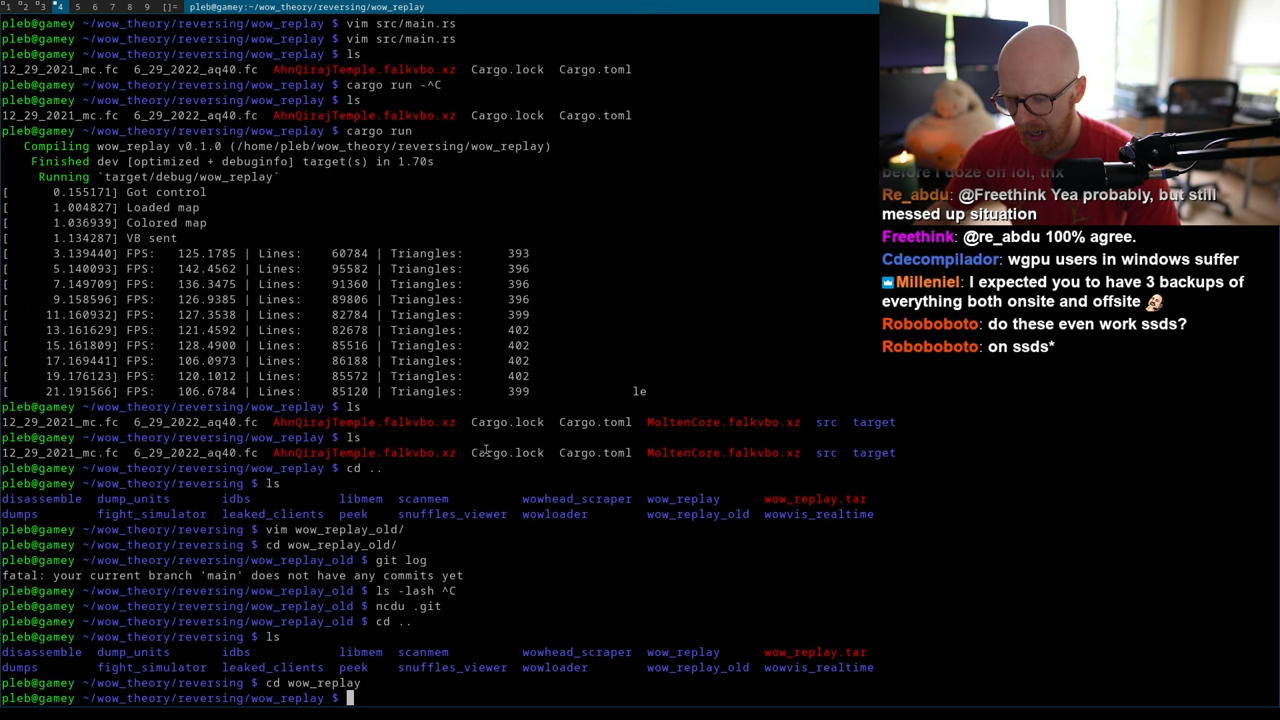 1 2 3 4 5 6 7 8 9 []= pleb@gamey:~/wow_theory/reversing/wow_replay
pleb@gamey ~/wow_theory/reversing/wow_replay $ vim src/main.rs
pleb@gamey ~/wow_theory/reversing/wow_replay $ vim src/main.rs
pleb@gamey ~/wow_theory/reversing/wow_replay $ ls
12_29_2021_mc.fc 6_29_2022_aq40.fc AhnQirajTemple.falkvbo.xz Cargo.lock Cargo.toml
pleb@gamey ~/wow_theory/reversing/wow_replay $ cargo run -^C
pleb@gamey ~/wow_theory/reversing/wow_replay $ ls
12_29_2021_mc.fc 6_29_2022_aq40.fc AhnQirajTemple.falkvbo.xz Cargo.lock Cargo.toml
pleb@gamey ~/wow_theory/reversing/wow_replay $ cargo run
Compiling wow_replay v0.1.0 (/home/pleb/wow_theory/reversing/wow_replay)
Finished dev [optimized + debuginfo] target(s) in 1.70s
Running `target/debug/wow_replay`
[ 0.155171] Got control
[ 1.004827] Loaded map
[ 1.036939] Colored map
[ 1.134287] VB sent
[ 3.139440] FPS: 125.1785 | Lines: 60784 | Triangles: 393
[ 5.140093] FPS: 142.4562 | Lines: 95582 | Triangles: 396
[ 7.149709] FPS: 136.3475 | Lines: 91360 | Triangles: 396
[ 9.158596] FPS: 126.9385 | Lines: 89806 | Triangles: 396
[ 11.160932] FPS: 127.3538 | Lines: 82784 | Triangles: 399
[ 13.161629] FPS: 121.4592 | Lines: 82678 | Triangles: 402
[ 15.161809] FPS: 128.4900 | Lines: 85516 | Triangles: 402
[ 17.169441] FPS: 106.0973 | Lines: 86188 | Triangles: 402
[ 19.176123] FPS: 120.1012 | Lines: 85572 | Triangles: 402
[ 21.191566] FPS: 106.6784 | Lines: 85120 | Triangles: 399 le
pleb@gamey ~/wow_theory/reversing/wow_replay $ ls
12_29_2021_mc.fc 6_29_2022_aq40.fc AhnQirajTemple.falkvbo.xz Cargo.lock Cargo.toml MoltenCore.falkvbo.xz src target
pleb@gamey ~/wow_theory/reversing/wow_replay $ ls
12_29_2021_mc.fc 6_29_2022_aq40.fc AhnQirajTemple.falkvbo.xz Cargo.lock Cargo.toml MoltenCore.falkvbo.xz src target
pleb@gamey ~/wow_theory/reversing/wow_replay $ cd ..
pleb@gamey ~/wow_theory/reversing $ ls
disassemble dump_units idbs libmem scanmem wowhead_scraper wow_replay wow_replay.tar
dumps fight_simulator leaked_clients peek snuffles_viewer wowloader wow_replay_old wowvis_realtime
pleb@gamey ~/wow_theory/reversing $ vim wow_replay_old/
pleb@gamey ~/wow_theory/reversing $ cd wow_replay_old/
pleb@gamey ~/wow_theory/reversing/wow_replay_old $ git log
fatal: your current branch 'main' does not have any commits yet
pleb@gamey ~/wow_theory/reversing/wow_replay_old $ ls -lash ^C
pleb@gamey ~/wow_theory/reversing/wow_replay_old $ ncdu .git
pleb@gamey ~/wow_theory/reversing/wow_replay_old $ cd ..
pleb@gamey ~/wow_theory/reversing $ ls
disassemble dump_units idbs libmem scanmem wowhead_scraper wow_replay wow_replay.tar
dumps fight_simulator leaked_clients peek snuffles_viewer wowloader wow_replay_old wowvis_realtime
pleb@gamey ~/wow_theory/reversing $ cd wow_replay
pleb@gamey ~/wow_theory/reversing/wow_replay $
before I doze off lol, thx
Re_abdu: @Freethink Yea probably, but still
messed up situation
Freethink: @re_abdu 100% agree.
Cdecompilador: wgpu users in windows suffer
Milleniel: I expected you to have 3 backups of
everything both onsite and offsite
Roboboboto: do these even work ssds?
Roboboboto: on ssds*